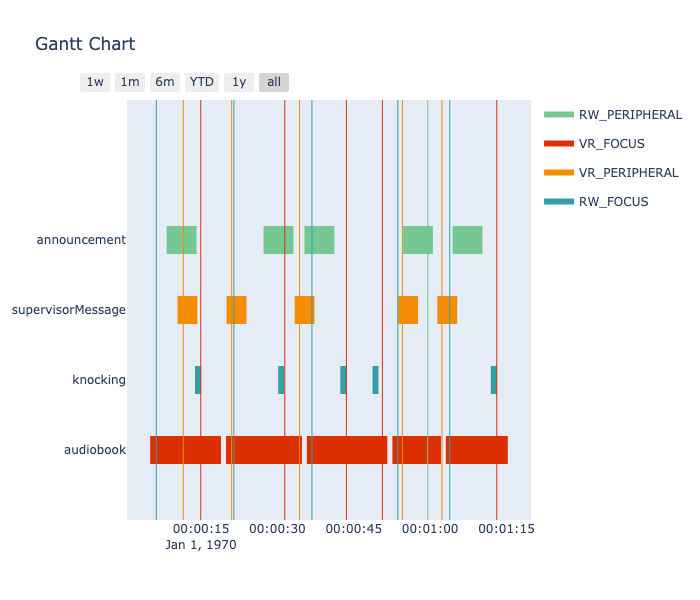 Gantt Chart
1w 1m 6m YTD 1y all
RW_PERIPHERAL
VR_FOCUS
VR_PERIPHERAL
RW_FOCUS
announcement
supervisorMessage
knocking
audiobook
00:00:15 00:00:30 00:00:45 00:01:00 00:01:15
Jan 1, 1970